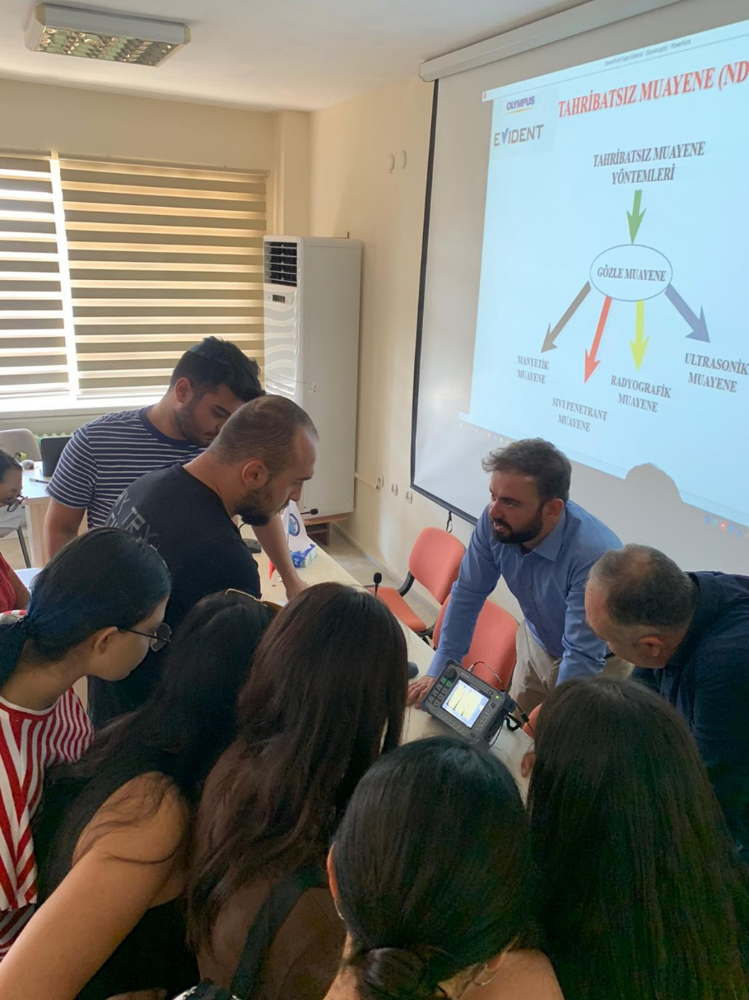 TAHRİBATSIZ MUAYENE (ND
OLYMPUS
EVIDENT
TAHRİBATSIZ MUAYENE
YÖNTEMLERİ
GÖZLE MUAYENE
MANYETİK
MUAYENE
SIVI PENETRANT
MUAYENE
RADYOGRAFİK
MUAYENE
ULTRASONİK
MUAYENE